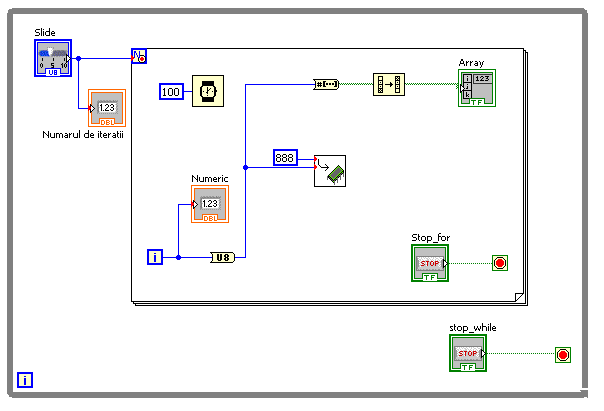 Slide
0 5 10
U8
N
1.23
DBL
Numarul de iteratii
100
#[...]
Array
i 123
j
k
TF
888
Numeric
1.23
DBL
i
U8
Stop_for
STOP
TF
stop_while
STOP
TF
i